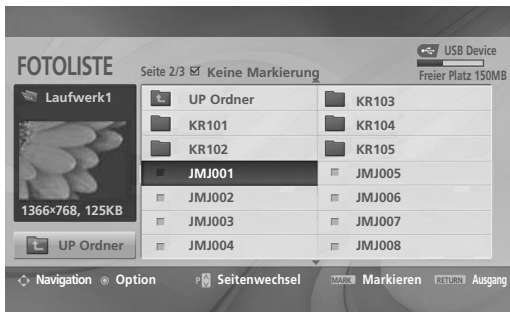 USB Device
FOTOLISTE
Seite 2/3 Keine Markierung
Freier Platz 150MB
Laufwerk1
1366×768, 125KB
UP Ordner
UP Ordner KR103
KR101 KR104
KR102 KR105
JMJ001 JMJ005
JMJ002 JMJ006
JMJ003 JMJ007
JMJ004 JMJ008
Navigation Option P Seitenwechsel MARK Markieren RETURN Ausgang